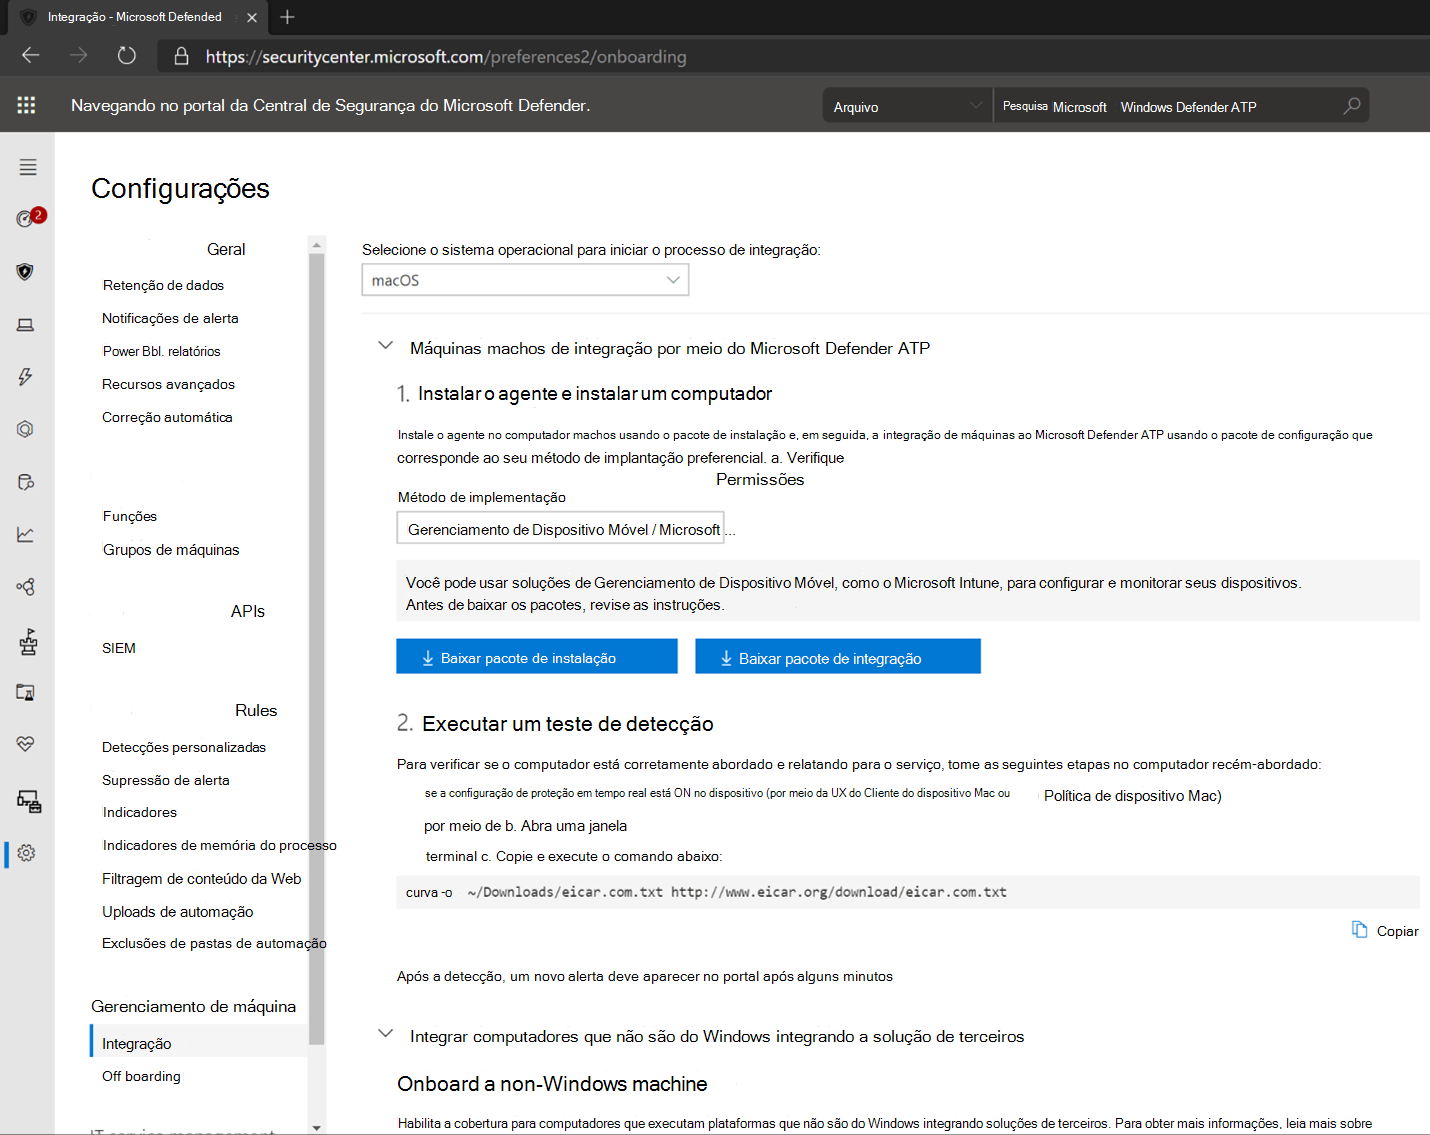 Integração - Microsoft Defended
https://securitycenter.microsoft.com/preferences2/onboarding
Navegando no portal da Central de Segurança do Microsoft Defender.
Arquivo
Pesquisa Microsoft Windows Defender ATP
2
Configurações
Geral
Retenção de dados
Notificações de alerta
Power Bbl. relatórios
Recursos avançados
Correção automática
Funções
Grupos de máquinas
APIs
SIEM
Rules
Detecções personalizadas
Supressão de alerta
Indicadores
Indicadores de memória do processo
Filtragem de conteúdo da Web
Uploads de automação
Exclusões de pastas de automação
Gerenciamento de máquina
Integração
Off boarding
IT service management
Selecione o sistema operacional para iniciar o processo de integração:
macOS
Máquinas machos de integração por meio do Microsoft Defender ATP
1. Instalar o agente e instalar um computador
Instale o agente no computador machos usando o pacote de instalação e, em seguida, a integração de máquinas ao Microsoft Defender ATP usando o pacote de configuração que
corresponde ao seu método de implantação preferencial. a. Verifique
Permissões
Método de implementação
Gerenciamento de Dispositivo Móvel / Microsoft ...
Você pode usar soluções de Gerenciamento de Dispositivo Móvel, como o Microsoft Intune, para configurar e monitorar seus dispositivos.
Antes de baixar os pacotes, revise as instruções.
Baixar pacote de instalação
Baixar pacote de integração
2. Executar um teste de detecção
Para verificar se o computador está corretamente abordado e relatando para o serviço, tome as seguintes etapas no computador recém-abordado:
se a configuração de proteção em tempo real está ON no dispositivo (por meio da UX do Cliente do dispositivo Mac ou
Política de dispositivo Mac)
por meio de b. Abra uma janela
terminal c. Copie e execute o comando abaixo:
curva -o ~/Downloads/eicar.com.txt http://www.eicar.org/download/eicar.com.txt
Copiar
Após a detecção, um novo alerta deve aparecer no portal após alguns minutos
Integrar computadores que não são do Windows integrando a solução de terceiros
Onboard a non-Windows machine
Habilita a cobertura para computadores que executam plataformas que não são do Windows integrando soluções de terceiros. Para obter mais informações, leia mais sobre